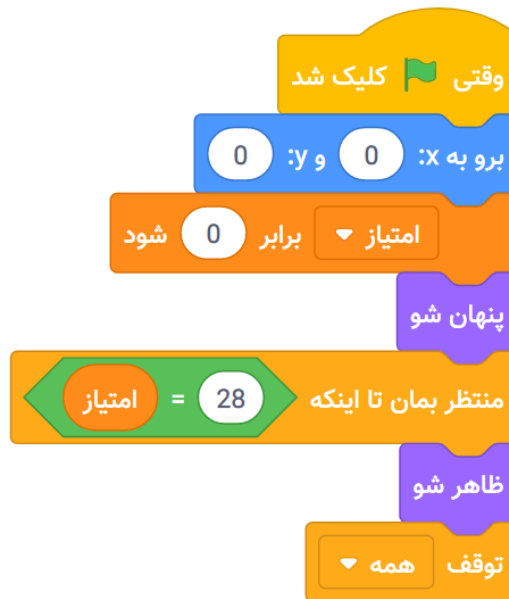 وقتی کلیک شد
برو به x: 0 و y: 0
امتیاز برابر 0 شود
پنهان شو
منتظر بمان تا اینکه 28 = امتیاز
ظاهر شو
توقف همه